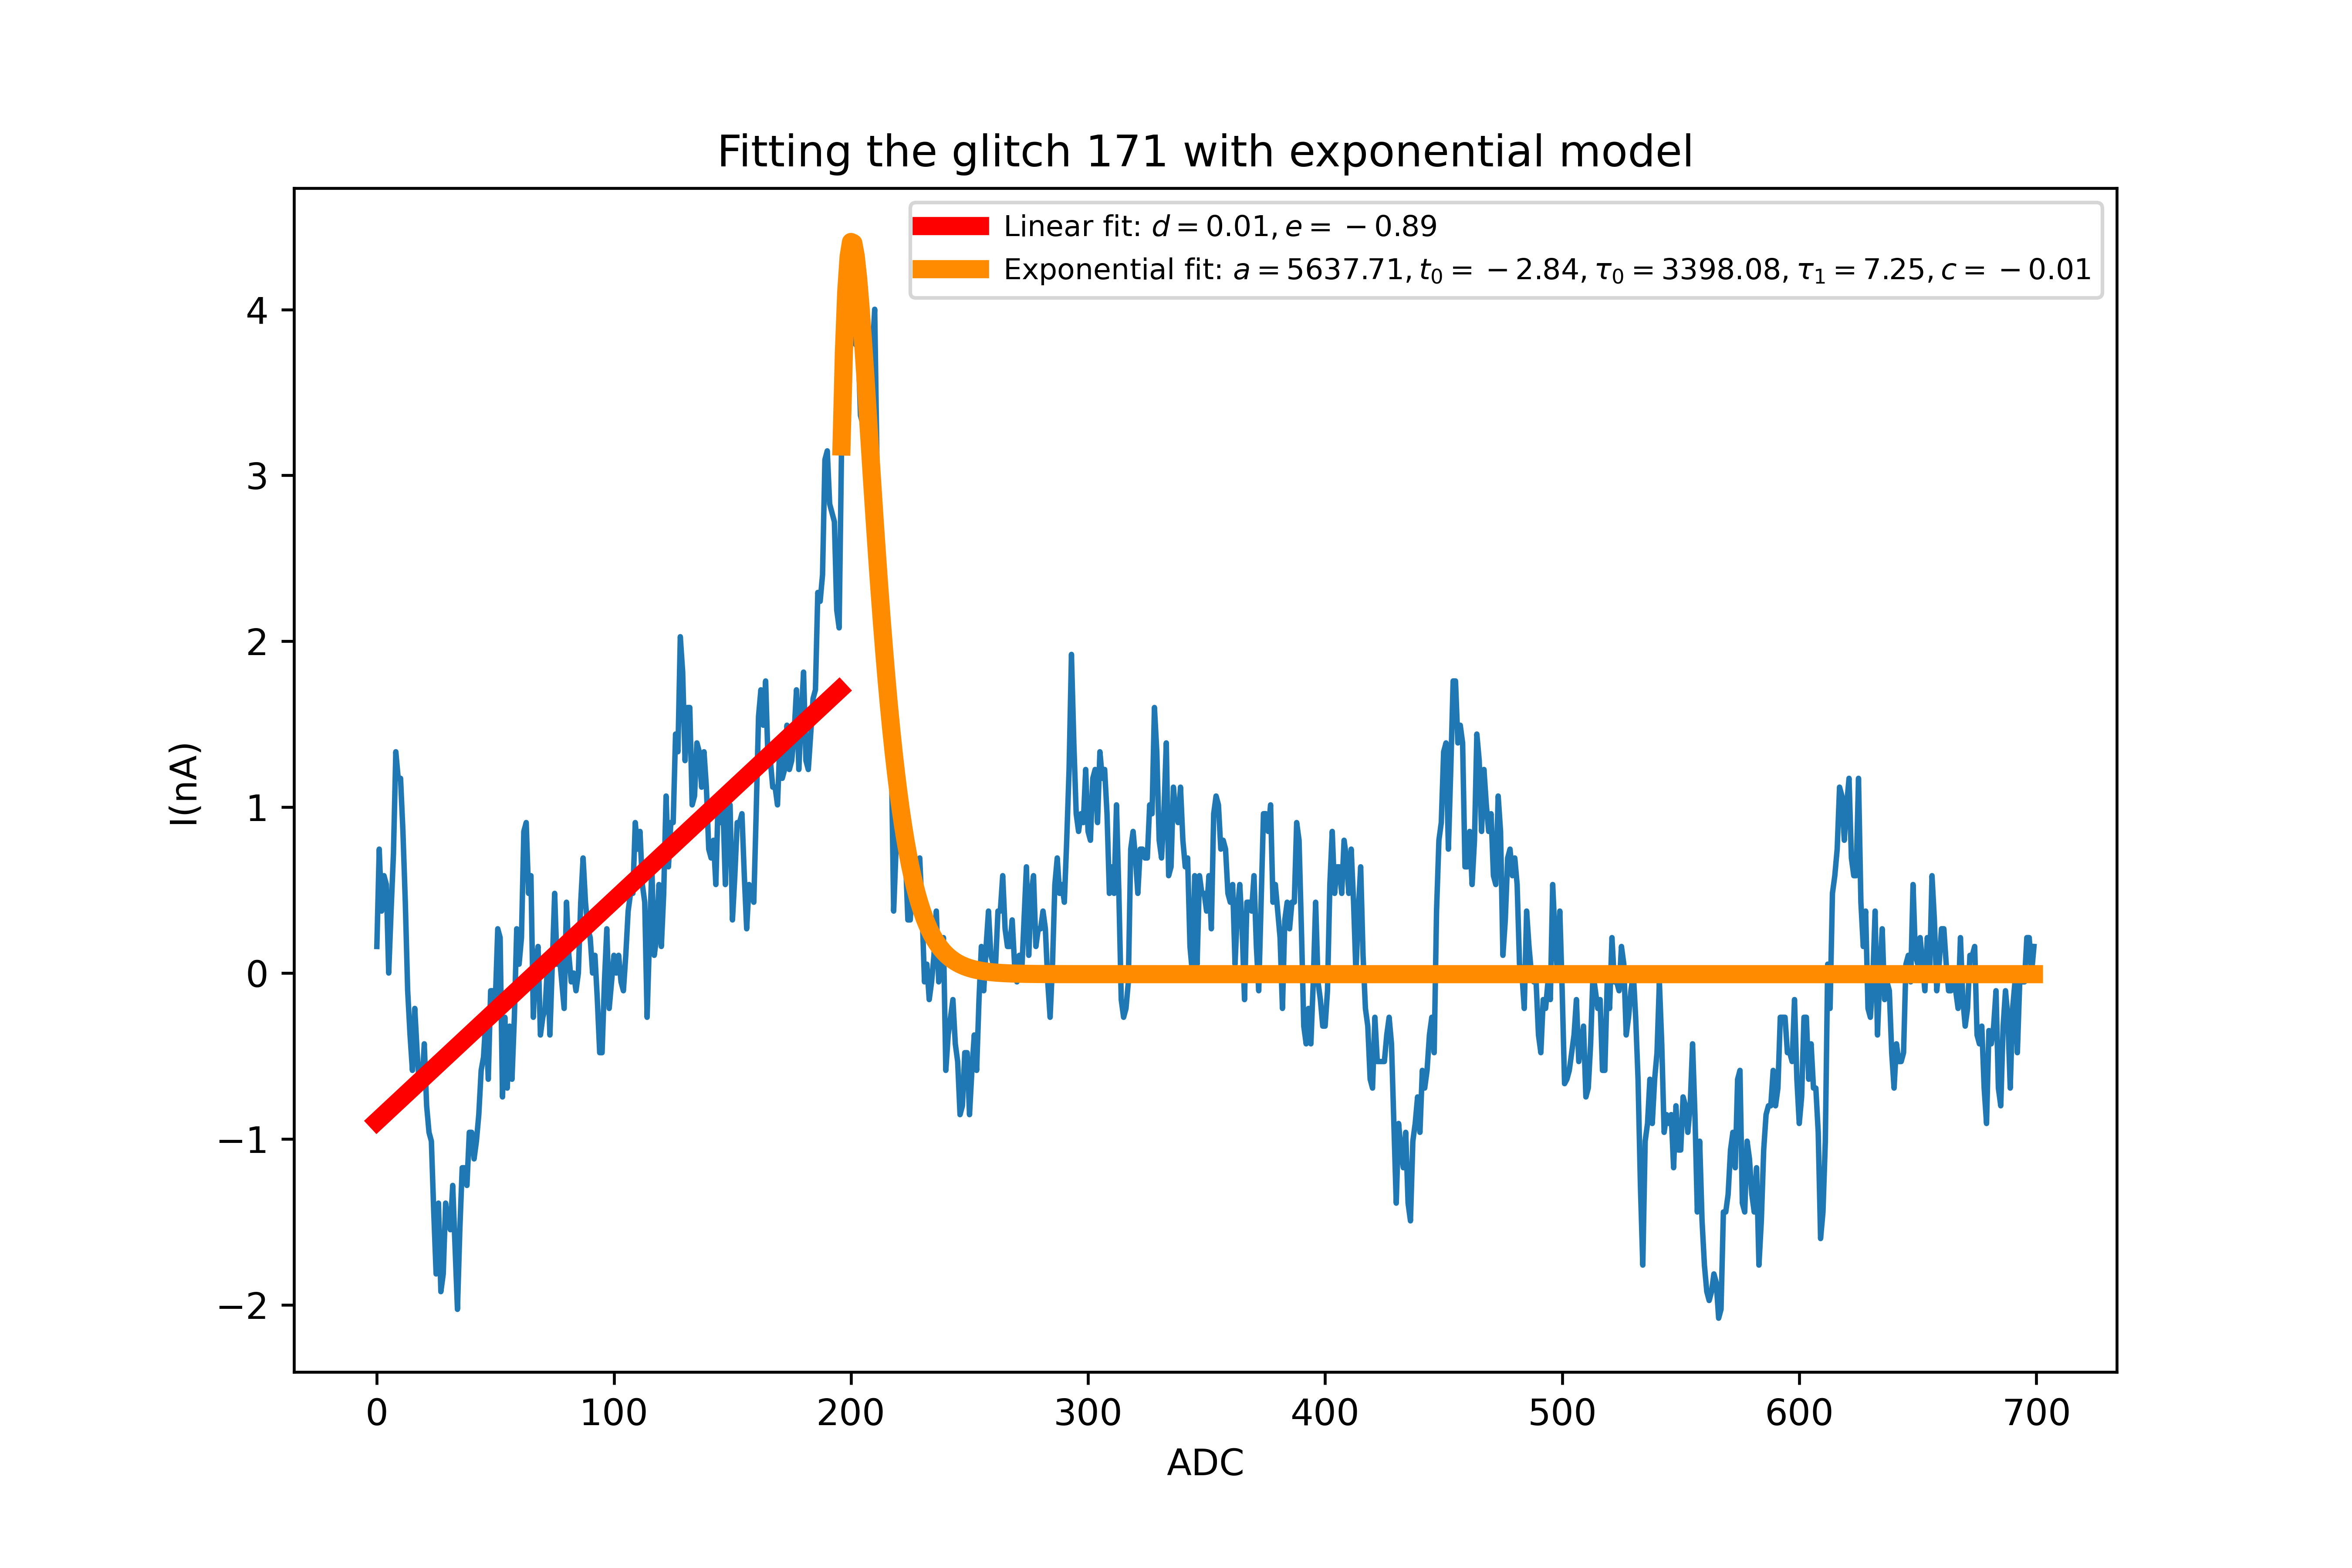 Fitting the glitch 171 with exponential model
Linear fit: d = 0.01, e = −0.89
Exponential fit: a = 5637.71, t₀ = −2.84, τ₀ = 3398.08, τ₁ = 7.25, c = −0.01
4
3
2
1
0
−1
−2
I(nA)
0 100 200 300 400 500 600 700
ADC